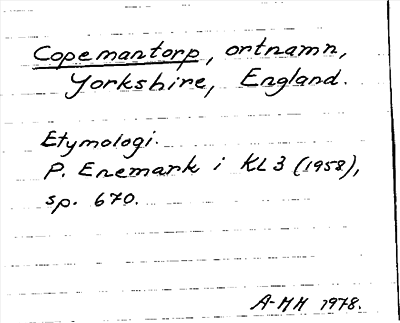 Copemantorp, ortnamn,
Yorkshire, England.
Etymologi.
P. Enemark i KL 3 (1958),
sp. 670.
A-MH 1978.